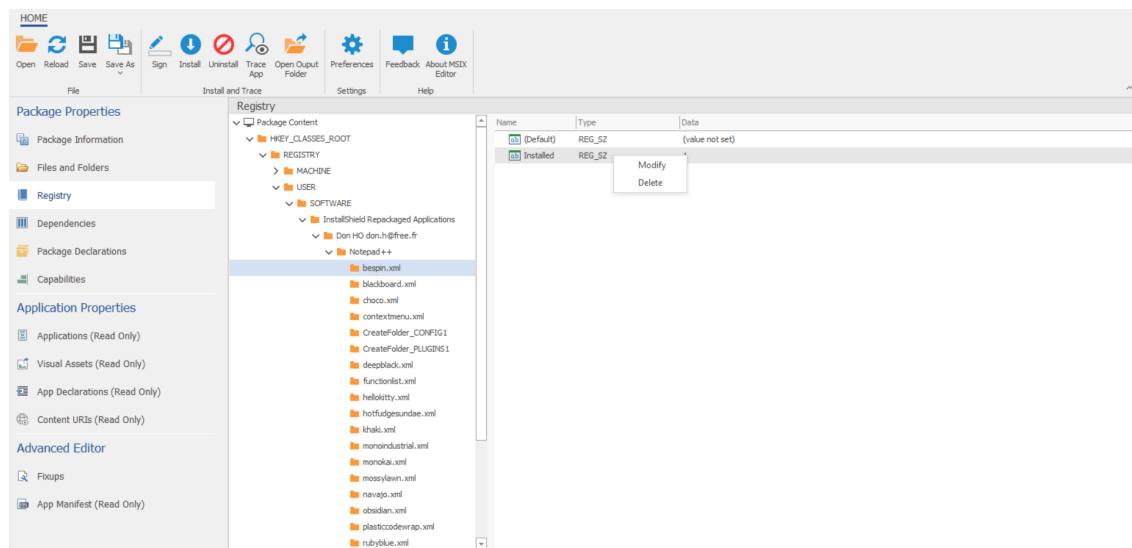 HOME
Open Reload Save Save As Sign Install Uninstall Trace App Open Ouput Folder Preferences Feedback About MSIX Editor
File Install and Trace Settings Help
Package Properties
Package Information
Files and Folders
Registry
Dependencies
Package Declarations
Capabilities
Application Properties
Applications (Read Only)
Visual Assets (Read Only)
App Declarations (Read Only)
Content URIs (Read Only)
Advanced Editor
Fixups
App Manifest (Read Only)
Registry
Package Content
HKEY_CLASSES_ROOT
REGISTRY
MACHINE
USER
SOFTWARE
InstallShield Repackaged Applications
Don HO don.h@free.fr
Notepad++
bespin.xml
blackboard.xml
choco.xml
contextmenu.xml
CreateFolder_CONFIG1
CreateFolder_PLUGINS1
deepblack.xml
functionlist.xml
hellokitty.xml
hotfudgesundae.xml
khaki.xml
monoindustrial.xml
monokai.xml
mossylawn.xml
navajo.xml
obsidian.xml
plasticcodewrap.xml
rubyblue.xml
Name Type Data
ab (Default) REG_SZ (value not set)
ab Installed REG_SZ
Modify
Delete